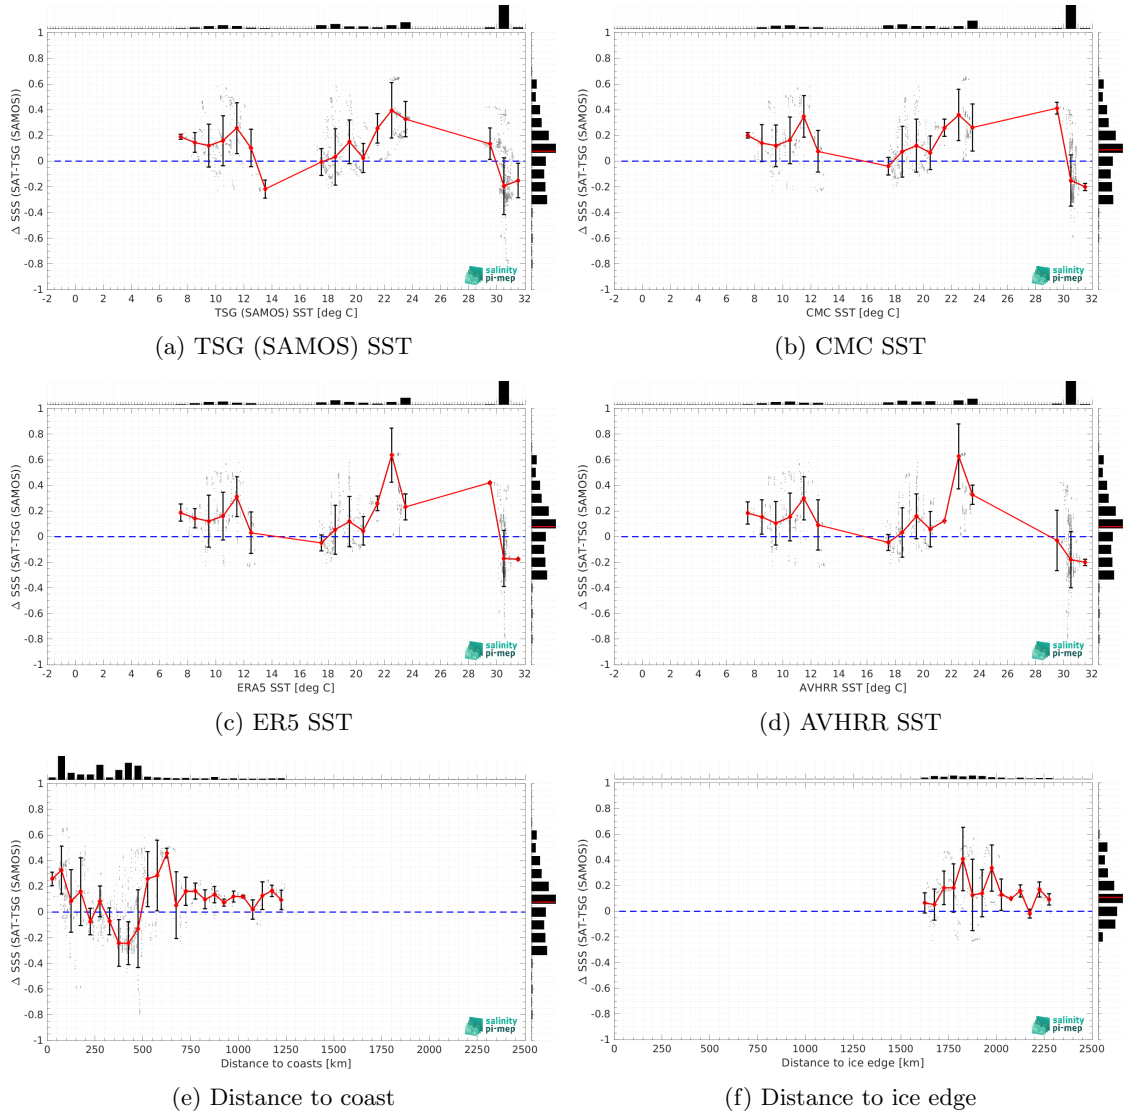 1
0.8
0.6
0.4
0.2
0
-0.2
-0.4
-0.6
-0.8
-1
Δ SSS (SAT-TSG (SAMOS))
-2 0 2 4 6 8 10 12 14 16 18 20 22 24 26 28 30 32
TSG (SAMOS) SST [deg C]
salinity
pi-mep
(a) TSG (SAMOS) SST
1
0.8
0.6
0.4
0.2
0
-0.2
-0.4
-0.6
-0.8
-1
Δ SSS (SAT-TSG (SAMOS))
-2 0 2 4 6 8 10 12 14 16 18 20 22 24 26 28 30 32
CMC SST [deg C]
salinity
pi-mep
(b) CMC SST
1
0.8
0.6
0.4
0.2
0
-0.2
-0.4
-0.6
-0.8
-1
Δ SSS (SAT-TSG (SAMOS))
-2 0 2 4 6 8 10 12 14 16 18 20 22 24 26 28 30 32
ERA5 SST [deg C]
salinity
pi-mep
(c) ER5 SST
1
0.8
0.6
0.4
0.2
0
-0.2
-0.4
-0.6
-0.8
-1
Δ SSS (SAT-TSG (SAMOS))
-2 0 2 4 6 8 10 12 14 16 18 20 22 24 26 28 30 32
AVHRR SST [deg C]
salinity
pi-mep
(d) AVHRR SST
1
0.8
0.6
0.4
0.2
0
-0.2
-0.4
-0.6
-0.8
-1
Δ SSS (SAT-TSG (SAMOS))
0 250 500 750 1000 1250 1500 1750 2000 2250 2500
Distance to coasts [km]
salinity
pi-mep
(e) Distance to coast
1
0.8
0.6
0.4
0.2
0
-0.2
-0.4
-0.6
-0.8
-1
Δ SSS (SAT-TSG (SAMOS))
0 250 500 750 1000 1250 1500 1750 2000 2250 2500
Distance to ice edge [km]
salinity
pi-mep
(f) Distance to ice edge